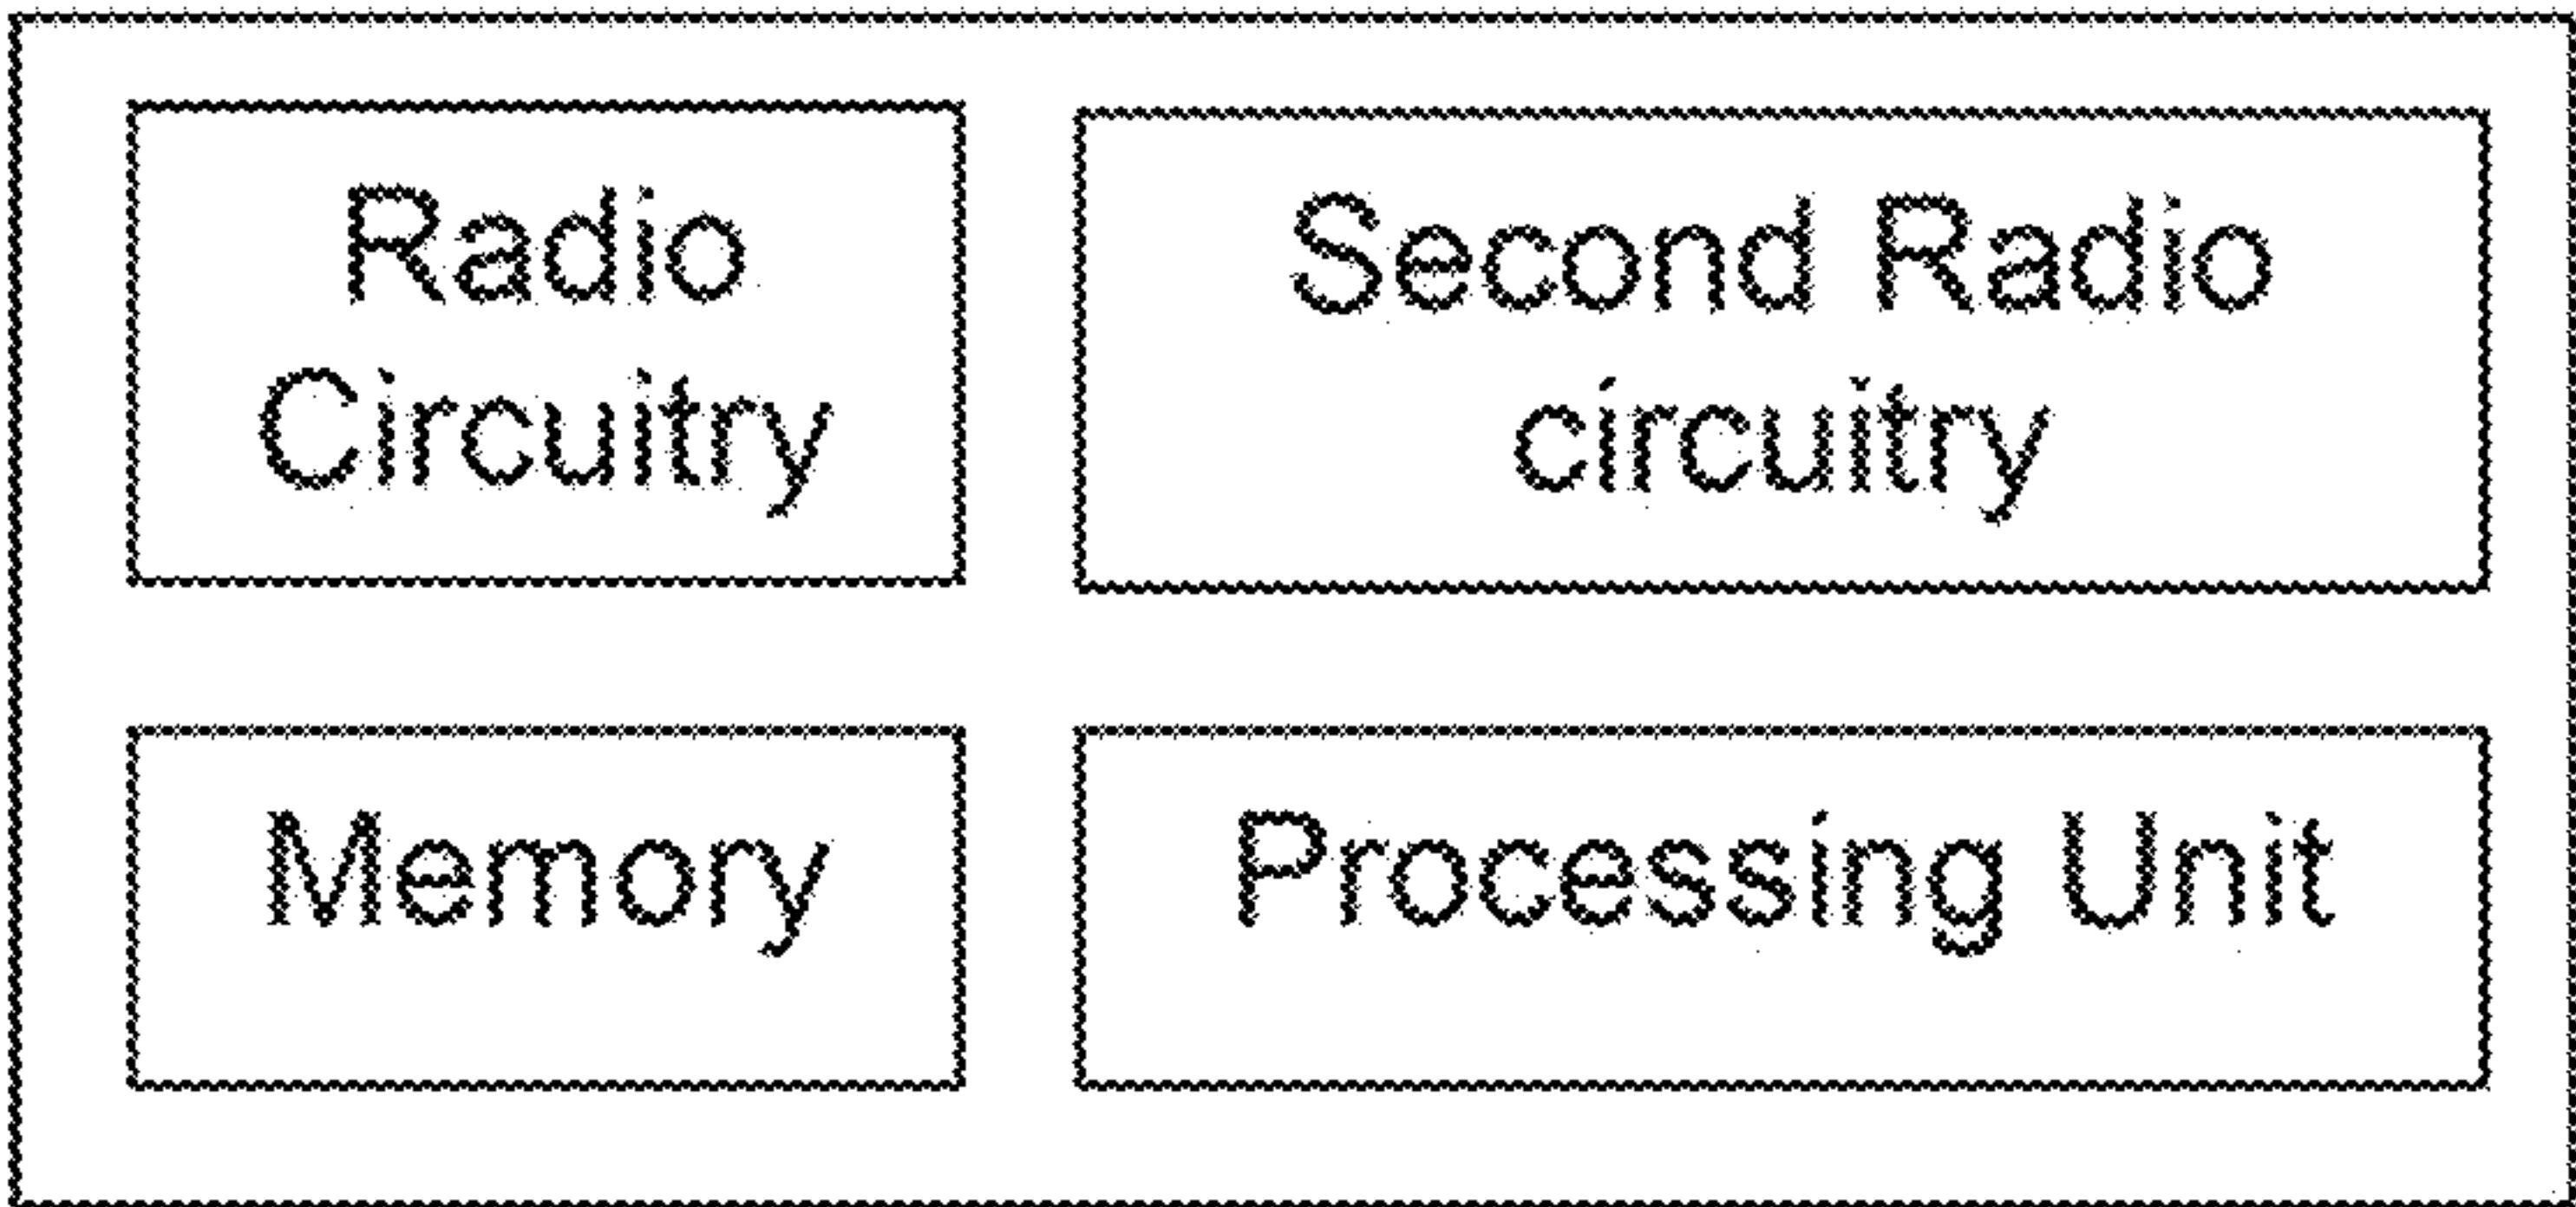 Radio
Circuitry
Second Radio
circuitry
Memory
Processing Unit